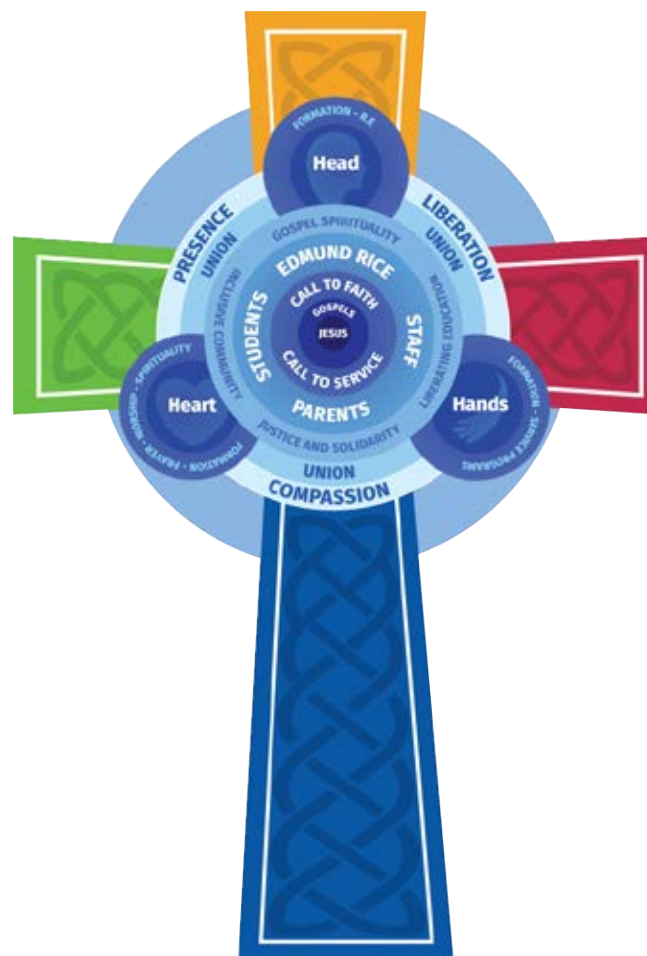 FORMATION - R.E
Head
PRESENCE
UNION
LIBERATION
UNION
GOSPEL SPIRITUALITY
INCLUSIVE COMMUNITY
LIBERATING EDUCATION
EDMUND RICE
STUDENTS
STAFF
CALL TO FAITH
GOSPELS
JESUS
CALL TO SERVICE
PARENTS
JUSTICE AND SOLIDARITY
Heart
FORMATION - PRAYER - WORSHIP - SPIRITUALITY
Hands
FORMATION - SERVICE PROGRAMS
UNION
COMPASSION